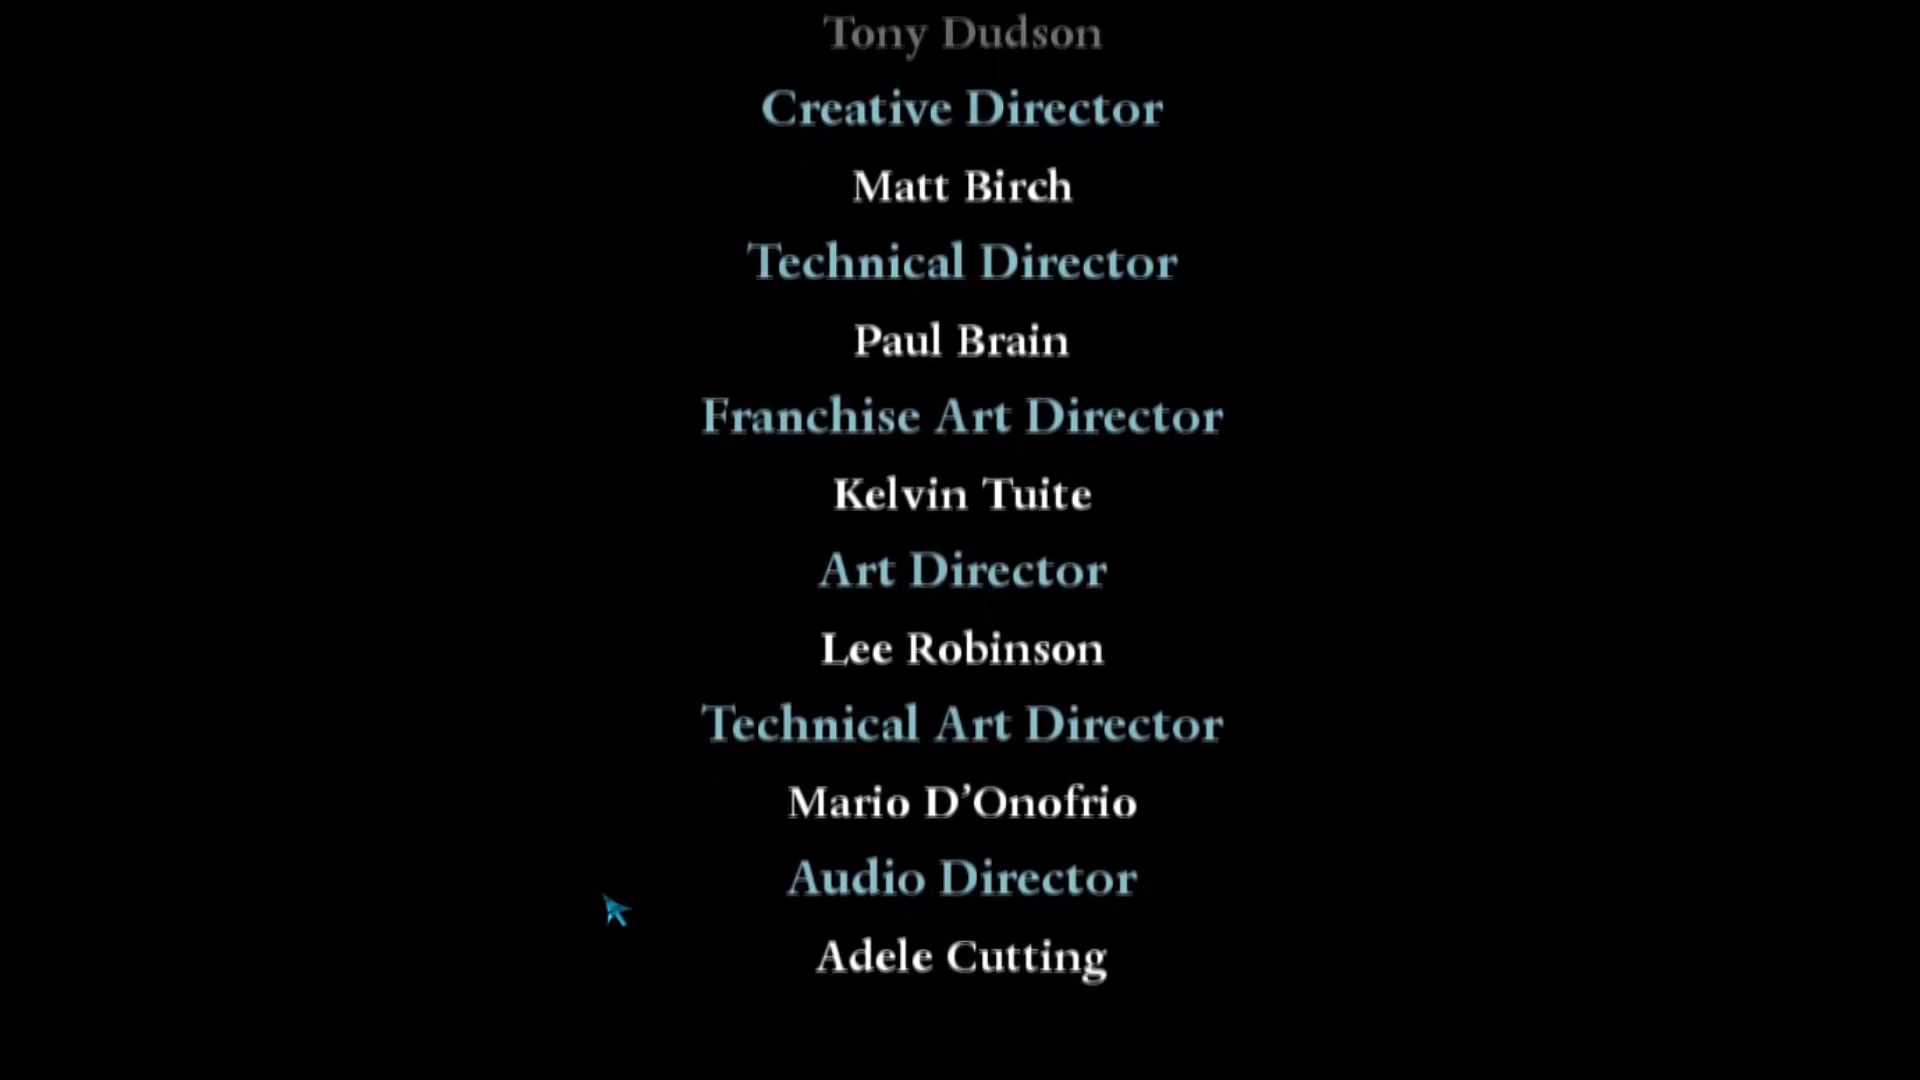 Tony Dudson
Creative Director
Matt Birch
Technical Director
Paul Brain
Franchise Art Director
Kelvin Tuite
Art Director
Lee Robinson
Technical Art Director
Mario D’Onofrio
Audio Director
Adele Cutting